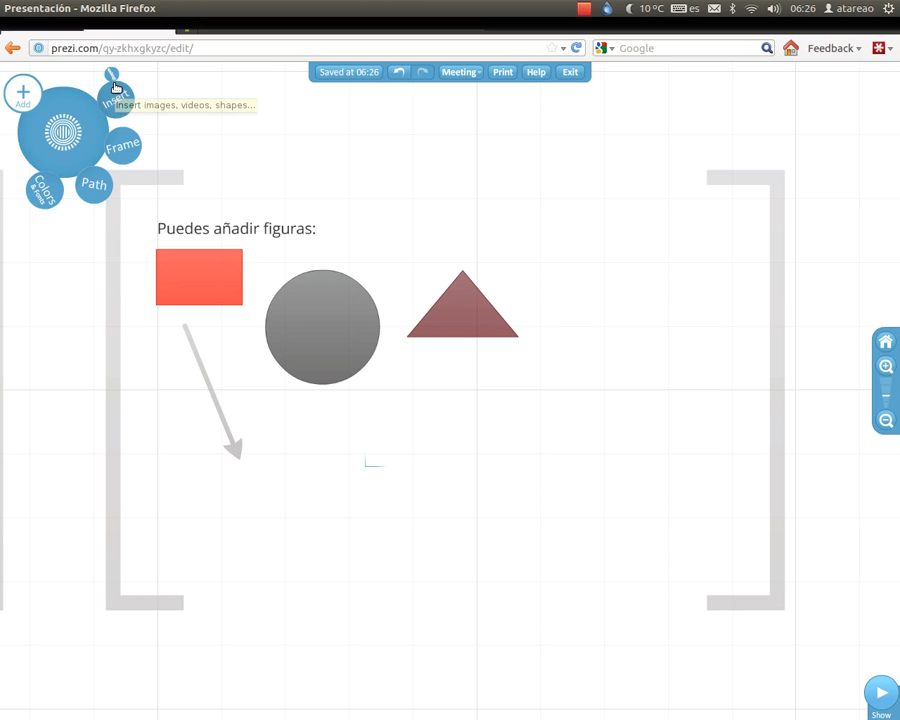 Presentación - Mozilla Firefox
10°C es 06:26 atareao
prezi.com/qy-zkhxgkyzc/edit/
Google
Feedback
Saved at 06:26 Meeting Print Help Exit
Add
Insert
Insert images, videos, shapes...
Frame
Path
Colors
& Fonts
Puedes añadir figuras:
Show